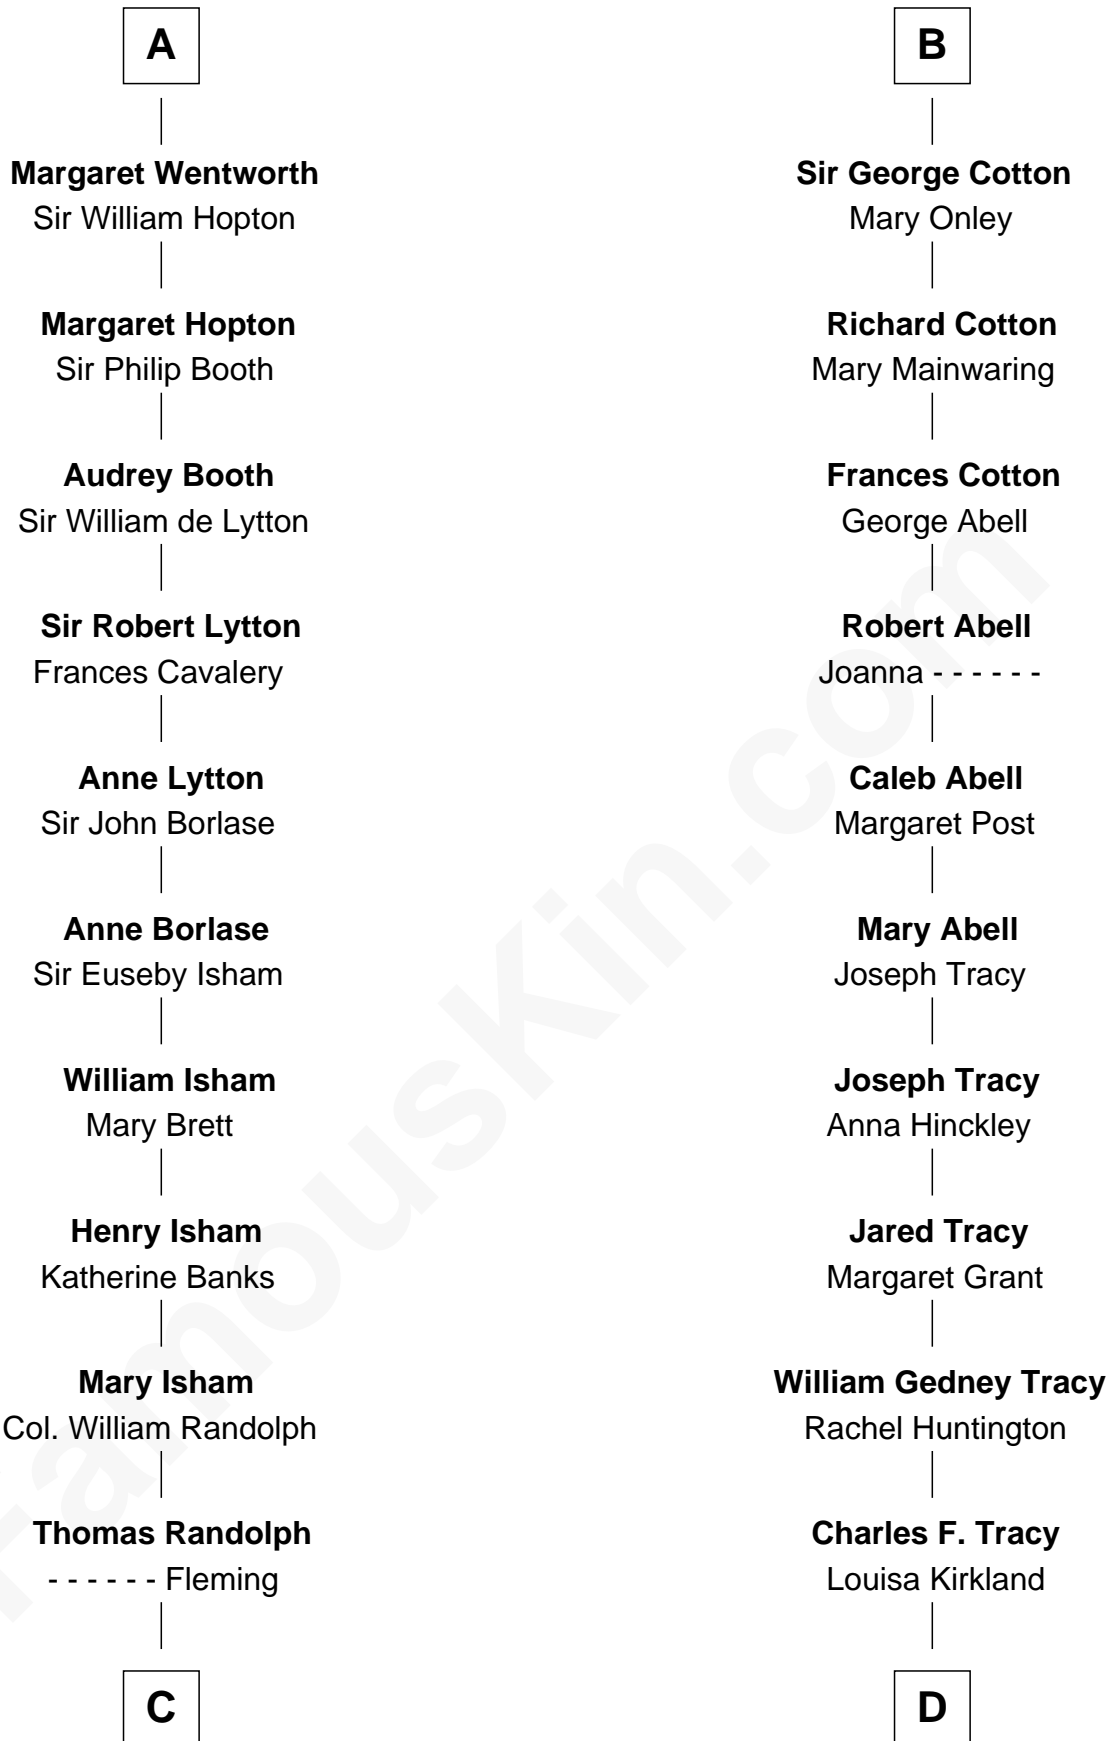 A
Margaret Wentworth
Sir William Hopton
Margaret Hopton
Sir Philip Booth
Audrey Booth
Sir William de Lytton
Sir Robert Lytton
Frances Cavalery
Anne Lytton
Sir John Borlase
Anne Borlase
Sir Euseby Isham
William Isham
Mary Brett
Henry Isham
Katherine Banks
Mary Isham
Col. William Randolph
Thomas Randolph
- - - - - - Fleming
C
B
Sir George Cotton
Mary Onley
Richard Cotton
Mary Mainwaring
Frances Cotton
George Abell
Robert Abell
Joanna - - - - - -
Caleb Abell
Margaret Post
Mary Abell
Joseph Tracy
Joseph Tracy
Anna Hinckley
Jared Tracy
Margaret Grant
William Gedney Tracy
Rachel Huntington
Charles F. Tracy
Louisa Kirkland
D
FamousKin.com